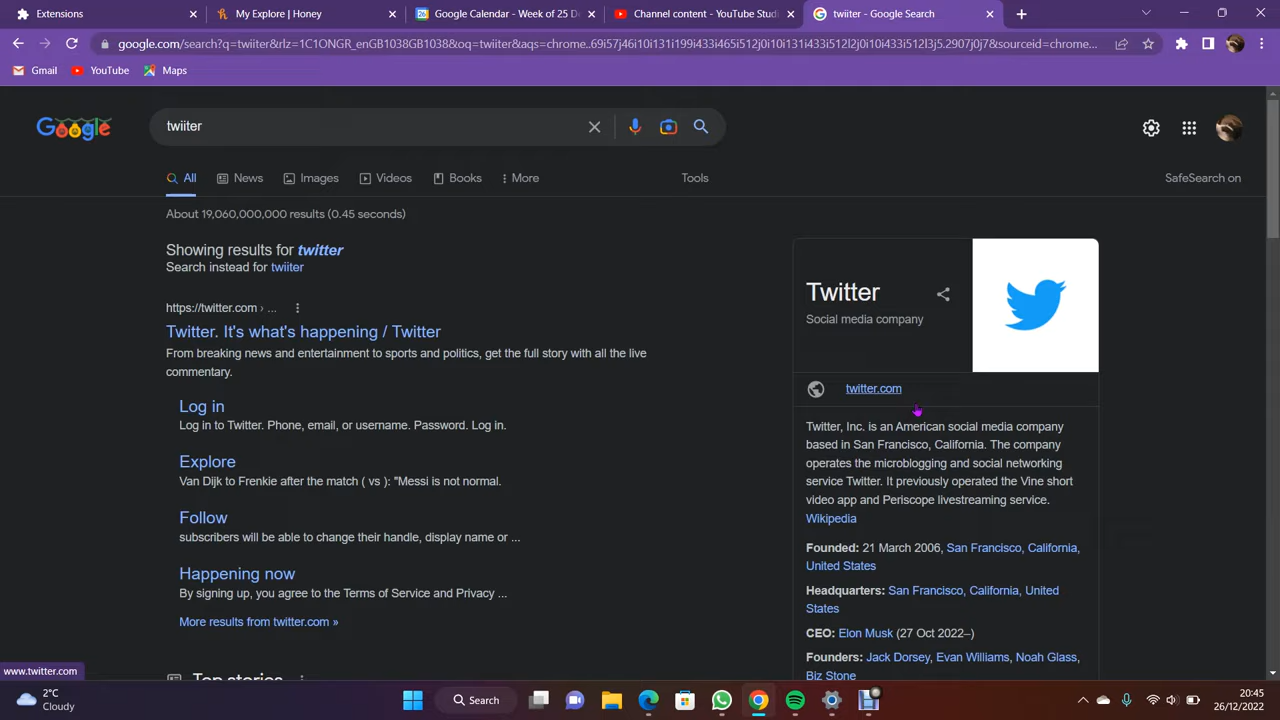 Extensions
My Explore | Honey
Google Calendar - Week of 25 D
Channel content - YouTube Studi
twiiter - Google Search
google.com/search?q=twiiter&rlz=1C1ONGR_enGB1038GB1038&oq=twiiter&aqs=chrome..69i57j46i10i131i199i433i465i512j0i10i131i433i512l2j0i10i433i512l3j5.2907j0j7&sourceid=chrome...
Gmail
YouTube
Maps
Google
twiiter
All
News
Images
Videos
Books
More
Tools
SafeSearch on
About 19,060,000,000 results (0.45 seconds)
Showing results for twitter
Search instead for twiiter
https://twitter.com › ...
Twitter. It's what's happening / Twitter
From breaking news and entertainment to sports and politics, get the full story with all the live
commentary.
Log in
Log in to Twitter. Phone, email, or username. Password. Log in.
Explore
Van Dijk to Frenkie after the match ( vs ): "Messi is not normal.
Follow
subscribers will be able to change their handle, display name or ...
Happening now
By signing up, you agree to the Terms of Service and Privacy ...
More results from twitter.com »
Top stories
Twitter
Social media company
twitter.com
Twitter, Inc. is an American social media company
based in San Francisco, California. The company
operates the microblogging and social networking
service Twitter. It previously operated the Vine short
video app and Periscope livestreaming service.
Wikipedia
Founded: 21 March 2006, San Francisco, California,
United States
Headquarters: San Francisco, California, United
States
CEO: Elon Musk (27 Oct 2022–)
Founders: Jack Dorsey, Evan Williams, Noah Glass,
Biz Stone
www.twitter.com
2°C
Cloudy
Search
20:45
26/12/2022